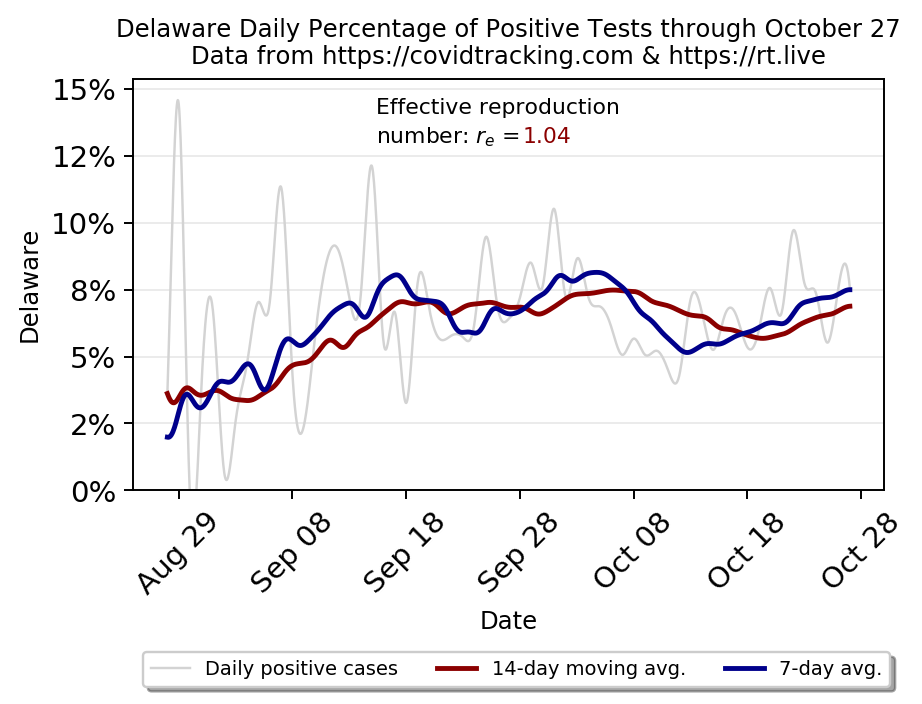 Delaware Daily Percentage of Positive Tests through October 27
Data from https://covidtracking.com & https://rt.live
Effective reproduction
number: rₑ =1.04
15%
12%
10%
8%
5%
2%
0%
Delaware
Aug 29
Sep 08
Sep 18
Sep 28
Oct 08
Oct 18
Oct 28
Date
Daily positive cases
14-day moving avg.
7-day avg.